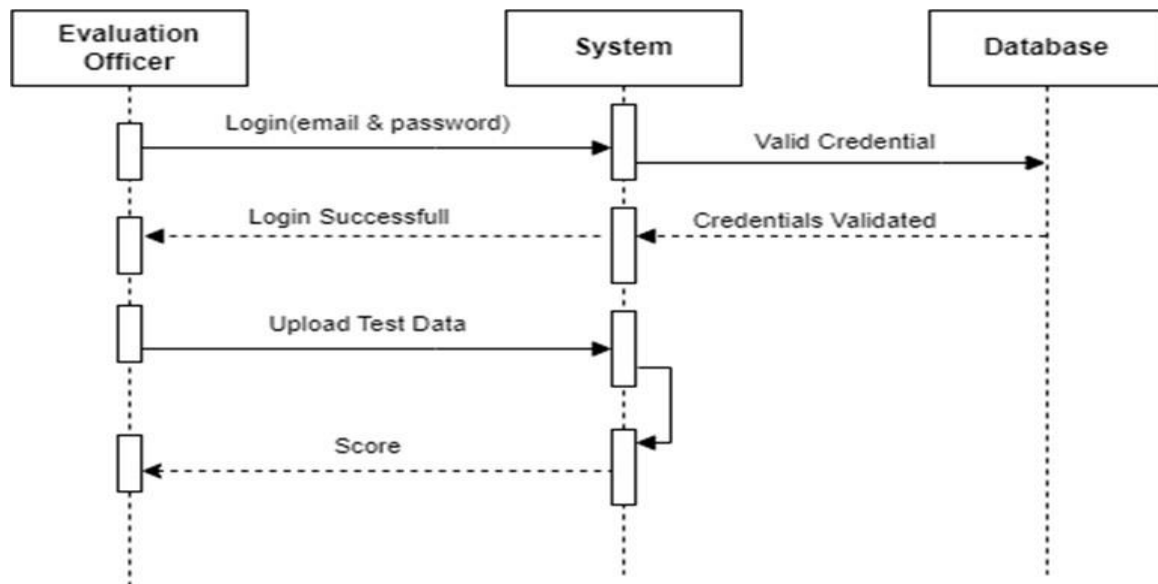 Evaluation
Officer
System
Database
Login(email & password)
Valid Credential
Login Successfull
Credentials Validated
Upload Test Data
Score